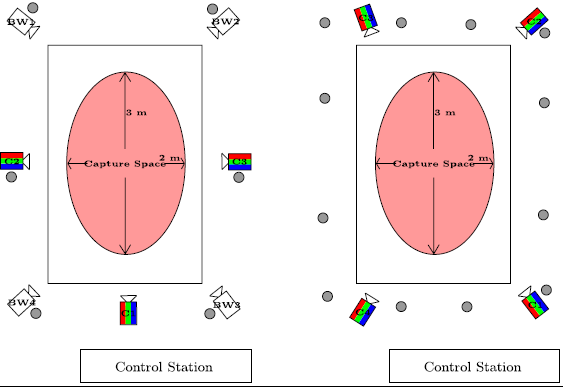 BW1
BW2
3 m
2 m
C2
Capture Space
C3
BW4
C1
BW3
Control Station
3 m
2 m
Capture Space
Control Station